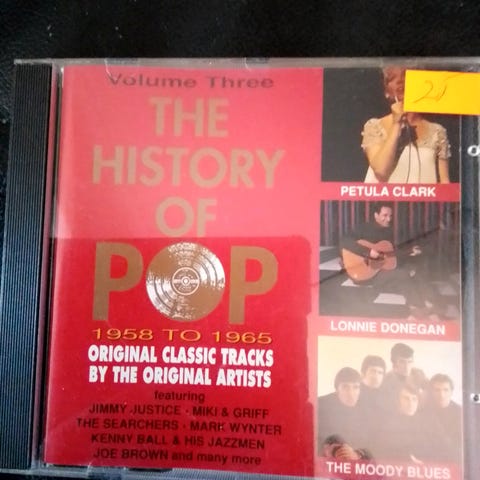 Volume Three
THE
HISTORY
OF
POP
1958 TO 1965
ORIGINAL CLASSIC TRACKS
BY THE ORIGINAL ARTISTS
featuring
JIMMY JUSTICE • MIKI & GRIFF
THE SEARCHERS • MARK WYNTER
KENNY BALL & HIS JAZZMEN
JOE BROWN and many more
25
PETULA CLARK
LONNIE DONEGAN
THE MOODY BLUES